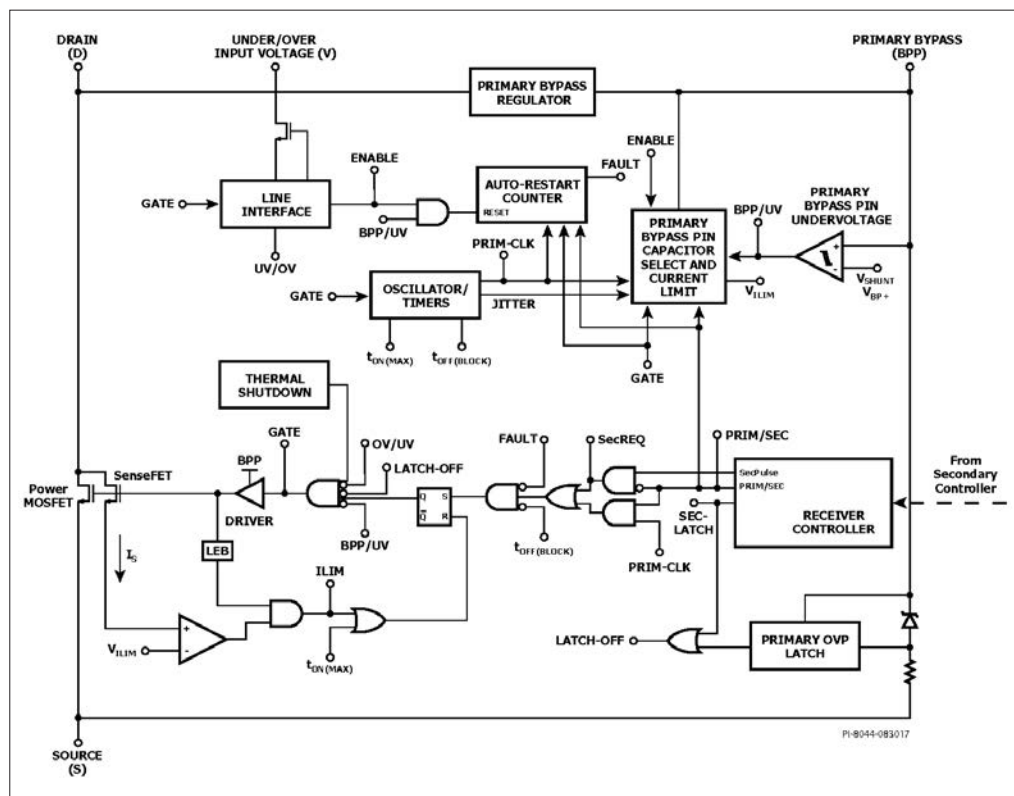 DRAIN
(D)
UNDER/OVER
INPUT VOLTAGE (V)
PRIMARY BYPASS
(BPP)
PRIMARY BYPASS
REGULATOR
ENABLE
ENABLE
FAULT
AUTO-RESTART
COUNTER
RESET
GATE
LINE
INTERFACE
BPP/UV
UV/OV
PRIMARY
BYPASS PIN
UNDERVOLTAGE
BPP/UV
+
-
VSHUNT
VBP+
PRIMARY
BYPASS PIN
CAPACITOR
SELECT AND
CURRENT
LIMIT
VILIM
PRIM-CLK
GATE
OSCILLATOR/
TIMERS
JITTER
tON(MAX)
tOFF(BLOCK)
GATE
THERMAL
SHUTDOWN
GATE
OV/UV
LATCH-OFF
FAULT
SecREQ
PRIM/SEC
From
Secondary
Controller
SenseFET
BPP
Power
MOSFET
DRIVER
BPP/UV
Q
Q
S
R
tOFF(BLOCK)
SecPulse
PRIM/SEC
SEC-
LATCH
RECEIVER
CONTROLLER
PRIM-CLK
LEB
IS
ILIM
+
-
VILIM
tON(MAX)
LATCH-OFF
PRIMARY OVP
LATCH
PI-8044-083017
SOURCE
(S)